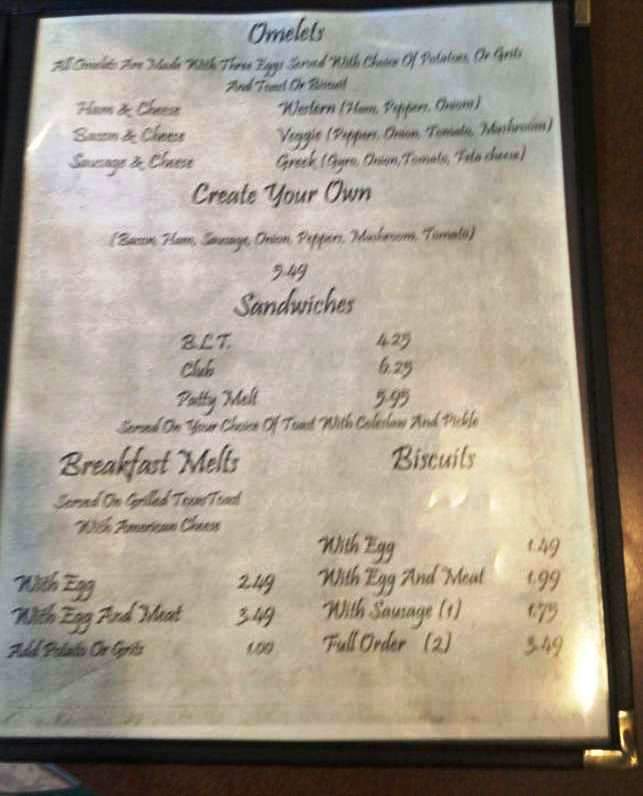 Omelets
All Omelets Are Made With Three Eggs Served With Choice Of Potatoes, Or Grits
And Toast Or Biscuit
Ham & Cheese Western (Ham, Peppers, Onion)
Bacon & Cheese Veggie (Peppers, Onion, Tomato, Mushroom)
Sausage & Cheese Greek (Gyro, Onion, Tomato, Feta cheese)
Create Your Own
(Bacon, Ham, Sausage, Onion, Peppers, Mushroom, Tomato)
5.49
Sandwiches
B.L.T. 4.25
Club 6.25
Patty Melt 5.95
Served On Your Choice Of Toast With Coleslaw And Pickle
Breakfast Melts
Served On Grilled Texas Toast
With American Cheese
With Egg 2.49
With Egg And Meat 3.49
Add Potato Or Grits 1.00
Biscuits
With Egg 1.49
With Egg And Meat 1.99
With Sausage (1) 1.75
Full Order (2) 3.49